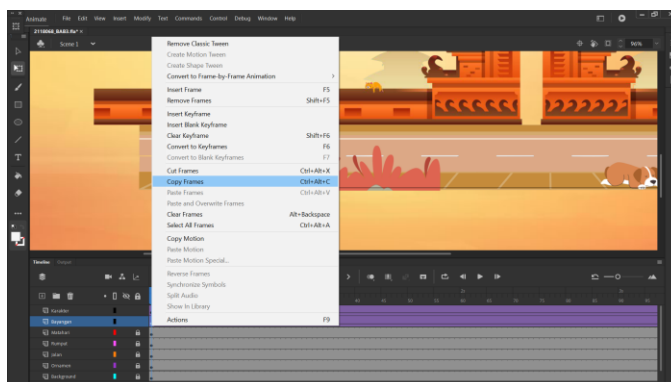 Animate File Edit View Insert Modify Text Commands Control Debug Window Help
Scene 1
96%
Remove Classic Tween
Create Motion Tween
Create Shape Tween
Convert to Frame-by-Frame Animation
Insert Frame F5
Remove Frames Shift+F5
Insert Keyframe
Insert Blank Keyframe
Clear Keyframe Shift+F6
Convert to Keyframes F6
Convert to Blank Keyframes F7
Cut Frames Ctrl+Alt+X
Copy Frames Ctrl+Alt+C
Paste Frames Ctrl+Alt+V
Paste and Overwrite Frames
Clear Frames Alt+Backspace
Select All Frames Ctrl+Alt+A
Copy Motion
Paste Motion
Paste Motion Special...
Reverse Frames
Synchronize Symbols
Split Audio
Show In Library
Actions F9
Timeline Output
Karakter
Bayangan
Matahari
Rumput
Jalan
Ornamen
Background